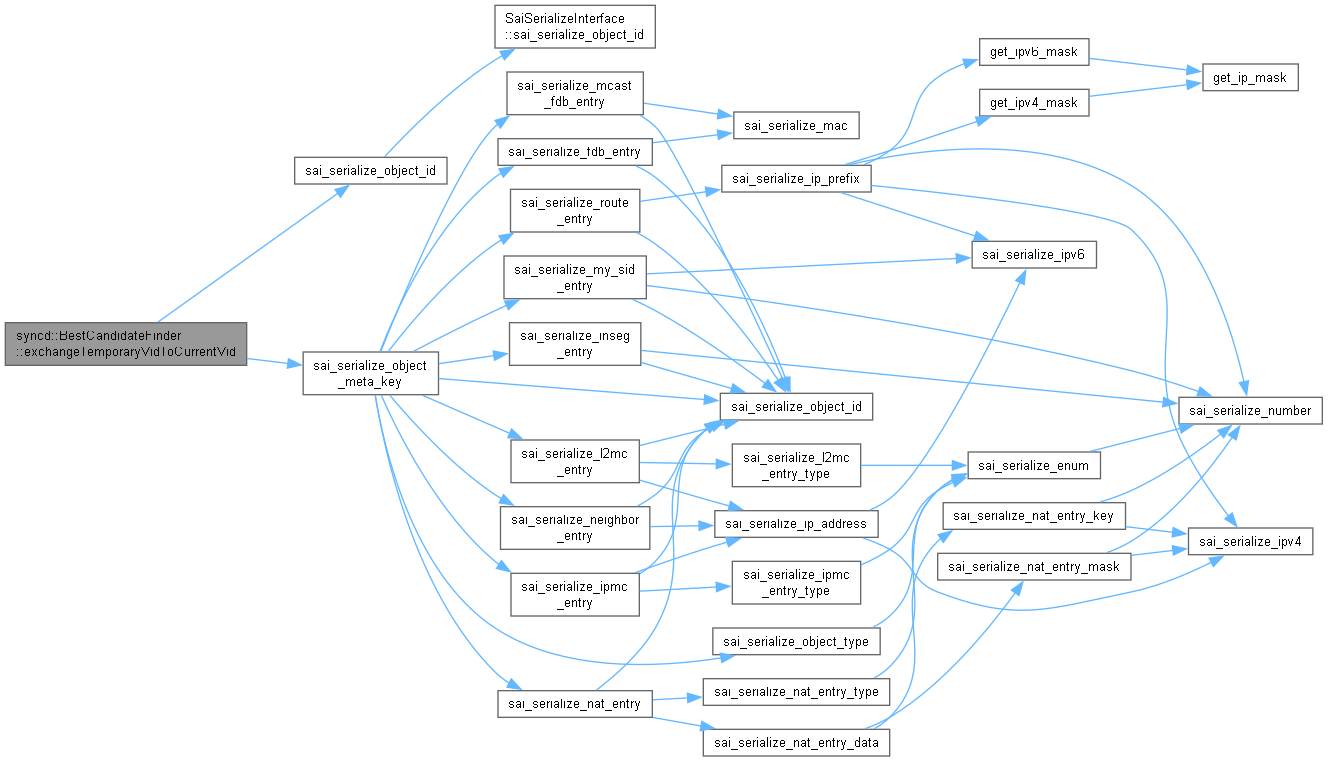 syncd::BestCandidateFinder
::exchangeTemporaryVidToCurrentVid
sai_serialize_object_id
SaiSerializeInterface
::sai_serialize_object_id
sai_serialize_object
_meta_key
sai_serialize_mcast
_fdb_entry
sai_serialize_fdb_entry
sai_serialize_route
_entry
sai_serialize_my_sid
_entry
sai_serialize_inseg
_entry
sai_serialize_l2mc
_entry
sai_serialize_neighbor
_entry
sai_serialize_ipmc
_entry
sai_serialize_nat_entry
sai_serialize_mac
sai_serialize_ip_prefix
sai_serialize_object_id
sai_serialize_l2mc
_entry_type
sai_serialize_ip_address
sai_serialize_ipmc
_entry_type
sai_serialize_object_type
sai_serialize_nat_entry_type
sai_serialize_nat_entry_data
get_ipv6_mask
get_ipv4_mask
sai_serialize_ipv6
sai_serialize_enum
sai_serialize_nat_entry_key
sai_serialize_nat_entry_mask
get_ip_mask
sai_serialize_number
sai_serialize_ipv4